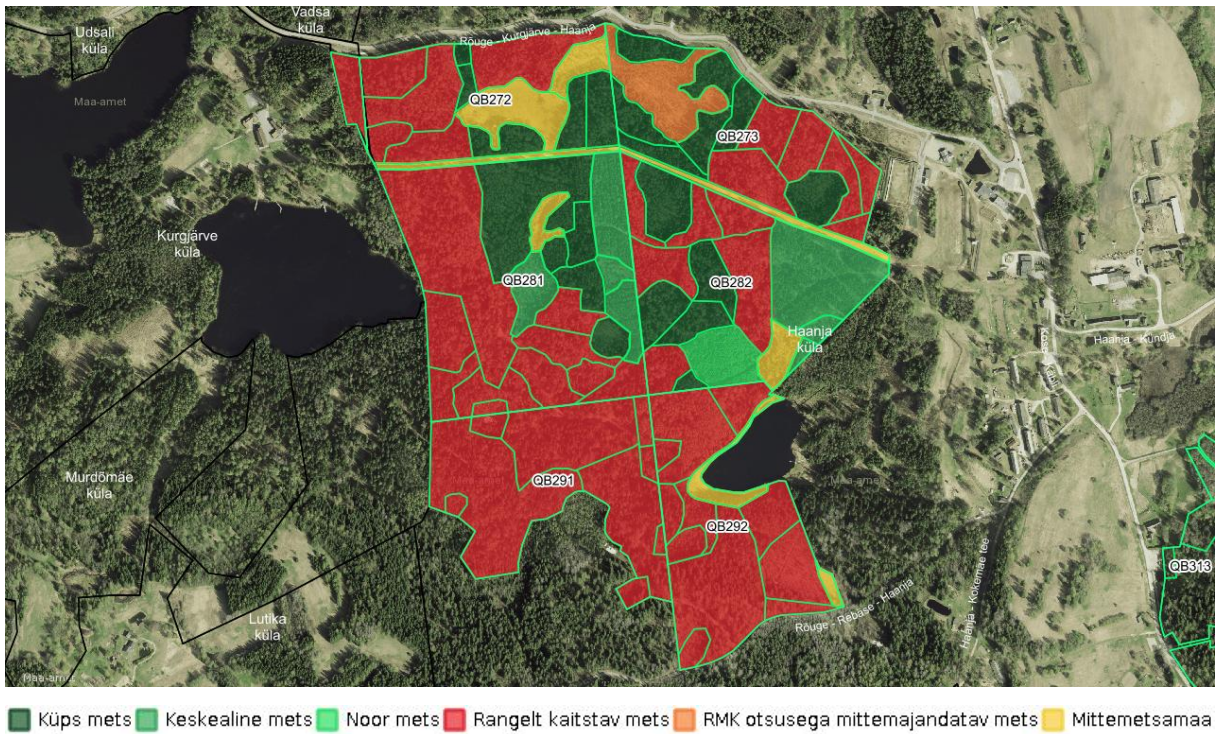 Vadsa
küla
Udsali
küla
Rõuge - Kurgjärve - Haanja
Maa-amet
QB272
QB273
Kurgjärve
küla
QB281
QB282
Haanja
küla
Haanja - Kundja
Murdõmäe
küla
QB291
Maa-amet
QB292
QB313
Haanja - Kokemäe tee
Rõuge - Rebase - Haanja
Lutika
küla
Maa-amet
Küps mets
Keskealine mets
Noor mets
Rangelt kaitstav mets
RMK otsusega mittemajandatav mets
Mittemetsamaa